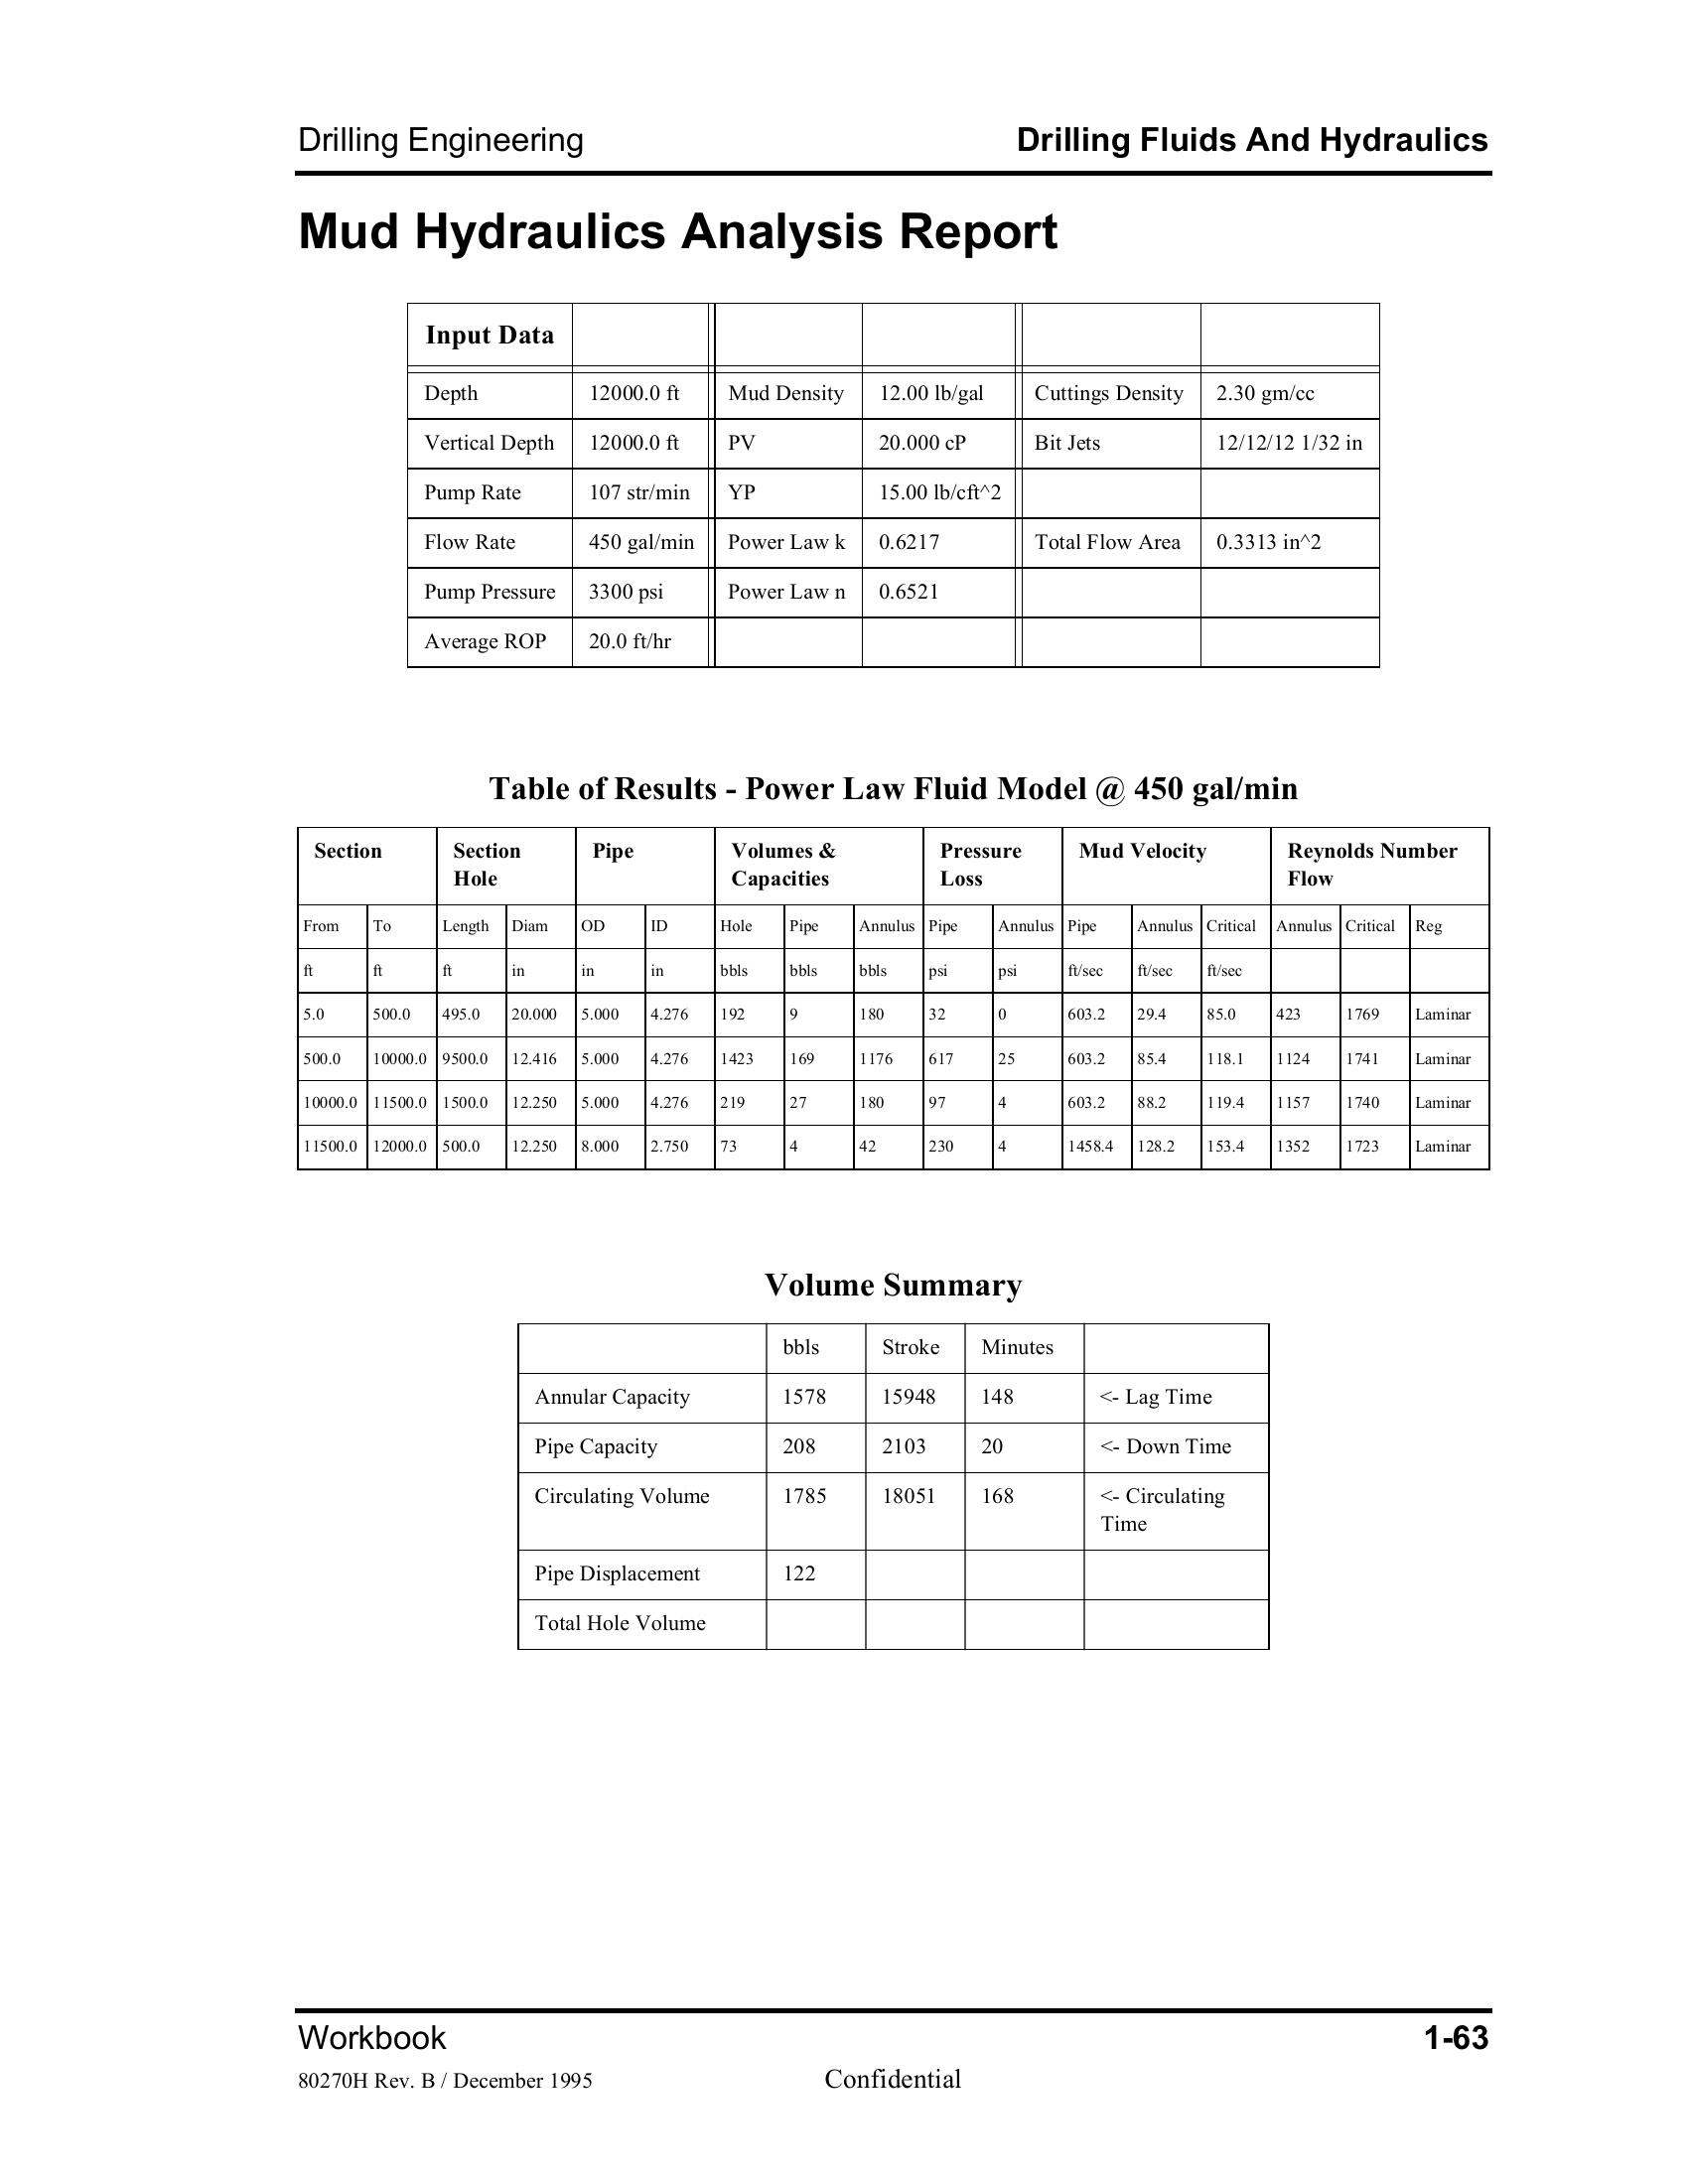 Drilling Engineering Drilling Fluids And Hydraulics
Mud Hydraulics Analysis Report
Input Data
Depth 12000.0 ft Mud Density 12.00 lb/gal Cuttings Density 2.30 gm/cc
Vertical Depth 12000.0 ft PV 20.000 cP Bit Jets 12/12/12 1/32 in
Pump Rate 107 str/min YP 15.00 lb/cft^2
Flow Rate 450 gal/min Power Law k 0.6217 Total Flow Area 0.3313 in^2
Pump Pressure 3300 psi Power Law n 0.6521
Average ROP 20.0 ft/hr
Table of Results - Power Law Fluid Model @ 450 gal/min
Section Section Pipe Volumes & Pressure Mud Velocity Reynolds Number
Hole Capacities Loss Flow
From To Length Diam OD ID Hole Pipe Annulus Pipe Annulus Pipe Annulus Critical Annulus Critical Reg
ft ft ft in in in bbls bbls bbls psi psi ft/sec ft/sec ft/sec
5.0 500.0 495.0 20.000 5.000 4.276 192 9 180 32 0 603.2 29.4 85.0 423 1769 Laminar
500.0 10000.0 9500.0 12.416 5.000 4.276 1423 169 1176 617 25 603.2 85.4 118.1 1124 1741 Laminar
10000.0 11500.0 1500.0 12.250 5.000 4.276 219 27 180 97 4 603.2 88.2 119.4 1157 1740 Laminar
11500.0 12000.0 500.0 12.250 8.000 2.750 73 4 42 230 4 1458.4 128.2 153.4 1352 1723 Laminar
Volume Summary
bbls Stroke Minutes
Annular Capacity 1578 15948 148 <- Lag Time
Pipe Capacity 208 2103 20 <- Down Time
Circulating Volume 1785 18051 168 <- Circulating
Time
Pipe Displacement 122
Total Hole Volume
Workbook 1-63
80270H Rev. B / December 1995 Confidential